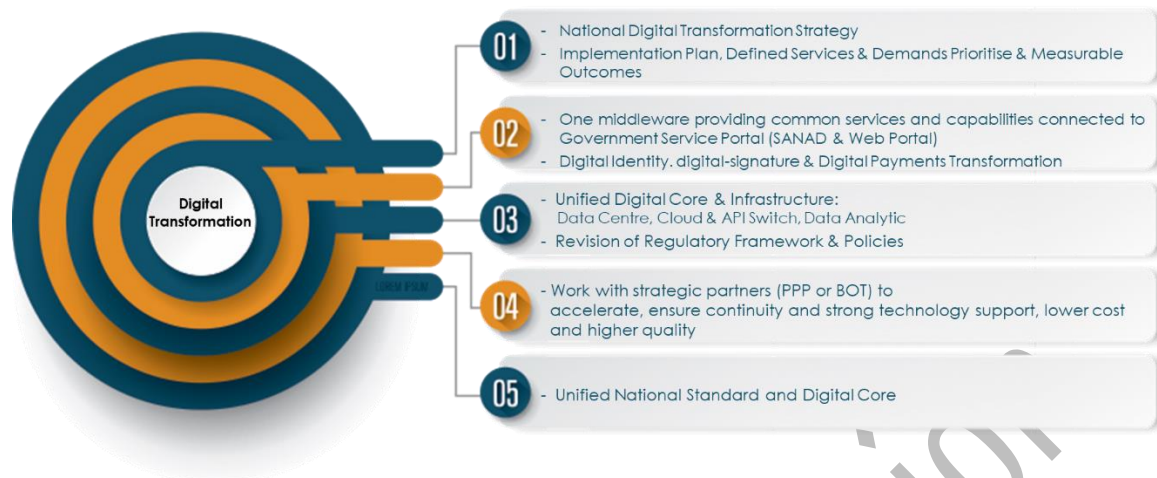 Digital
Transformation
LOREM IPSUM
01
- National Digital Transformation Strategy
- Implementation Plan, Defined Services & Demands Prioritise & Measurable
Outcomes
02
- One middleware providing common services and capabilities connected to
Government Service Portal (SANAD & Web Portal)
- Digital Identity. digital-signature & Digital Payments Transformation
03
- Unified Digital Core & Infrastructure:
Data Centre, Cloud & API Switch, Data Analytic
- Revision of Regulatory Framework & Policies
04
- Work with strategic partners (PPP or BOT) to
accelerate, ensure continuity and strong technology support, lower cost
and higher quality
05
- Unified National Standard and Digital Core